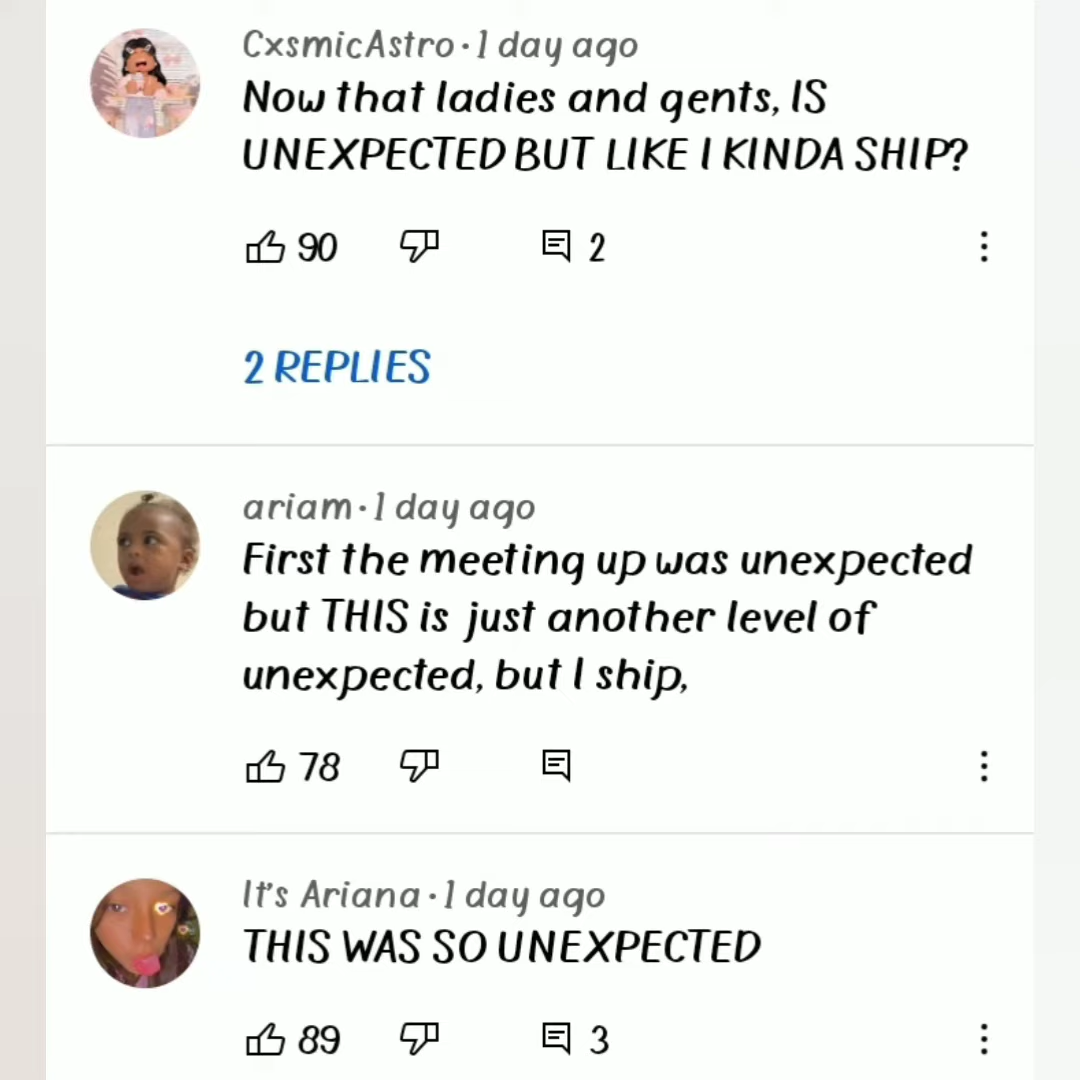 CxsmicAstro · 1 day ago
Now that ladies and gents, IS
UNEXPECTED BUT LIKE I KINDA SHIP?
90 2
2 REPLIES
ariam · 1 day ago
First the meeting up was unexpected
but THIS is just another level of
unexpected, but I ship,
78
It's Ariana · 1 day ago
THIS WAS SO UNEXPECTED
89 3